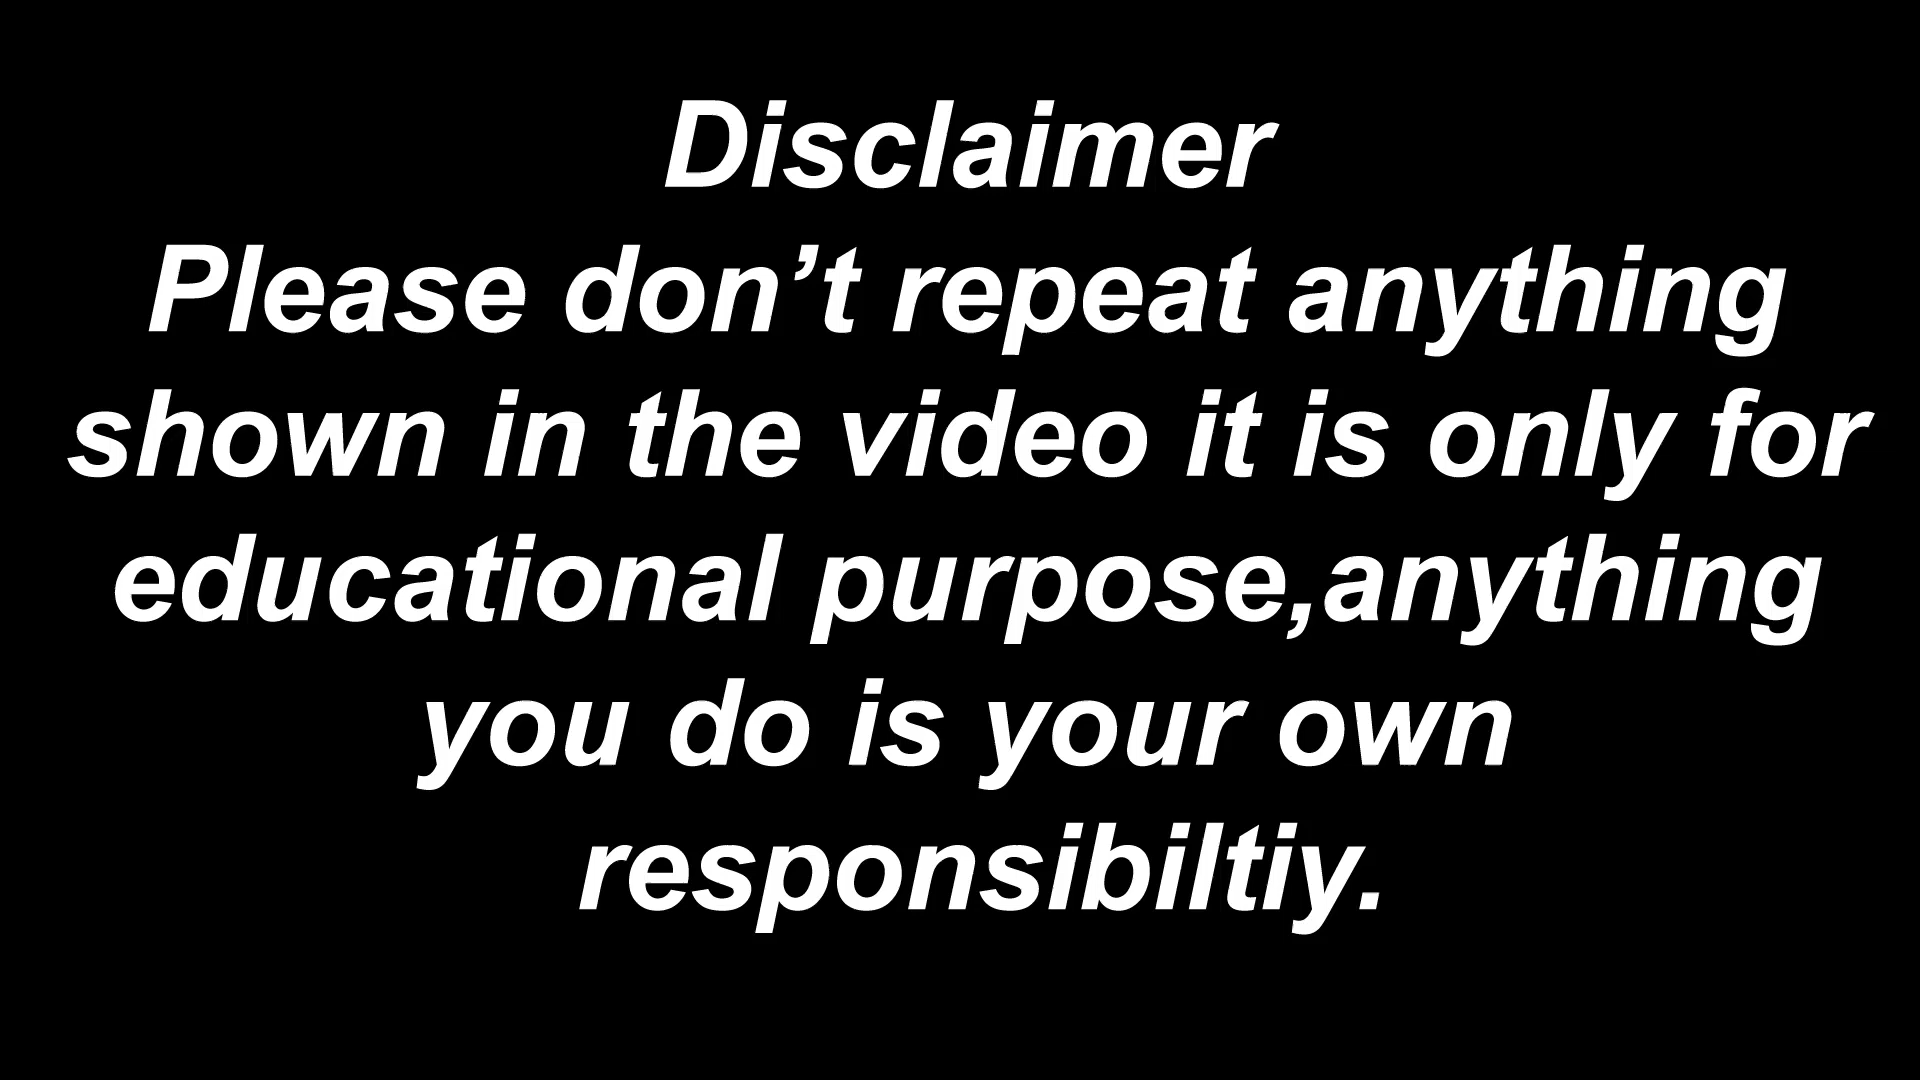 Disclaimer
Please don’t repeat anything
shown in the video it is only for
educational purpose,anything
you do is your own
responsibiltiy.